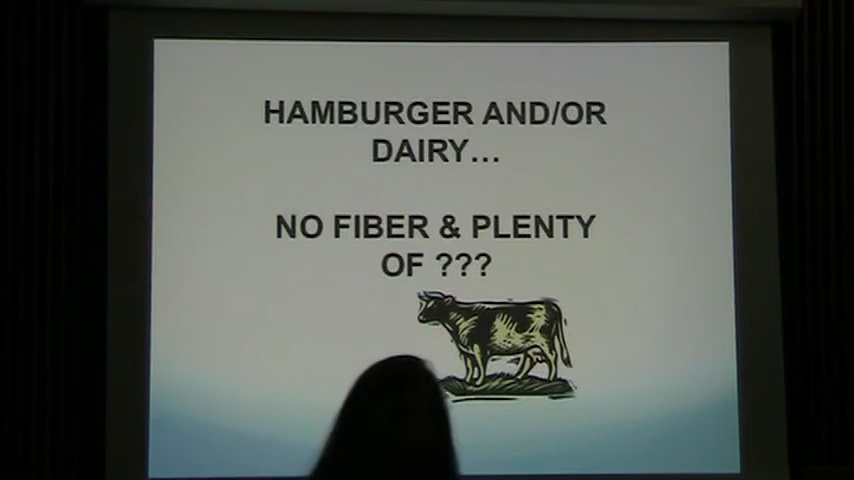 HAMBURGER AND/OR
DAIRY...
NO FIBER & PLENTY
OF ???